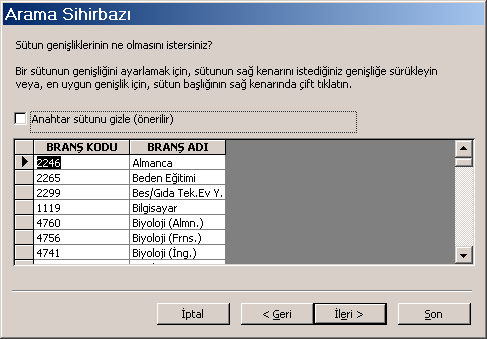 Arama Sihirbazı
Sütun genişliklerinin ne olmasını istersiniz?
Bir sütunun genişliğini ayarlamak için, sütunun sağ kenarını istediğiniz genişliğe sürükleyin
veya, en uygun genişlik için, sütun başlığının sağ kenarında çift tıklatın.
Anahtar sütunu gizle (önerilir)
BRANŞ KODU BRANŞ ADI
2246 Almanca
2265 Beden Eğitimi
2299 Bes/Gıda Tek.Ev Y.
1119 Bilgisayar
4760 Biyoloji (Almn.)
4756 Biyoloji (Frns.)
4741 Biyoloji (İng.)
İptal < Geri İleri > Son